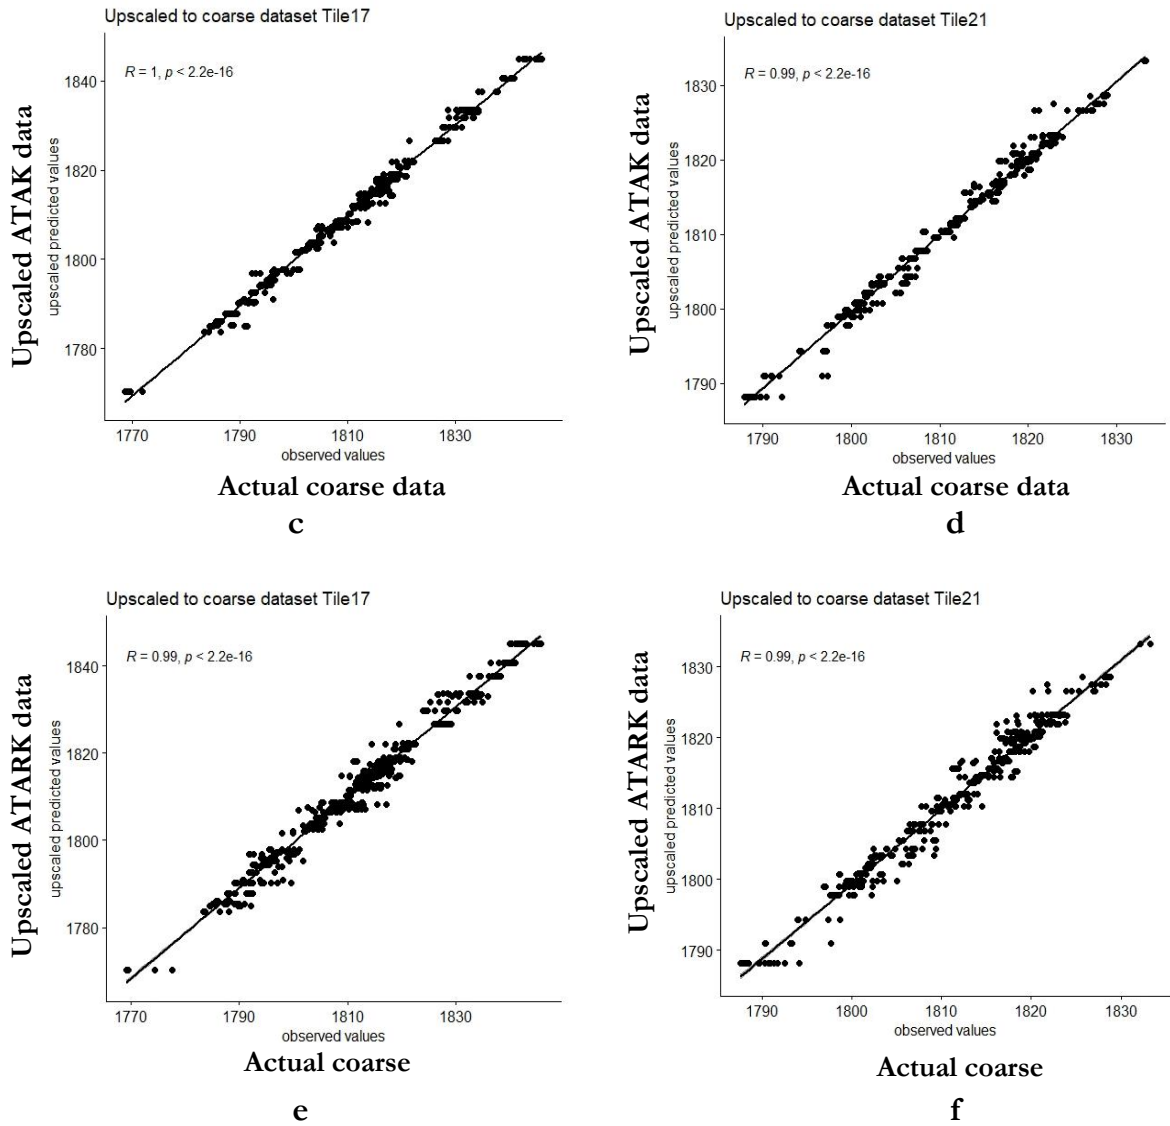 Upscaled to coarse dataset Tile17
R = 1, p < 2.2e-16
Upscaled ATAK data
upscaled predicted values
1840
1820
1800
1780
1770 1790 1810 1830
observed values
Actual coarse data
c
Upscaled to coarse dataset Tile21
R = 0.99, p < 2.2e-16
Upscaled ATAK data
upscaled predicted values
1830
1820
1810
1800
1790
1790 1800 1810 1820 1830
observed values
Actual coarse data
d
Upscaled to coarse dataset Tile17
R = 0.99, p < 2.2e-16
Upscaled ATARK data
upscaled predicted values
1840
1820
1800
1780
1770 1790 1810 1830
observed values
Actual coarse
e
Upscaled to coarse dataset Tile21
R = 0.99, p < 2.2e-16
Upscaled ATARK data
upscaled predicted values
1830
1820
1810
1800
1790
1790 1800 1810 1820 1830
observed values
Actual coarse
f